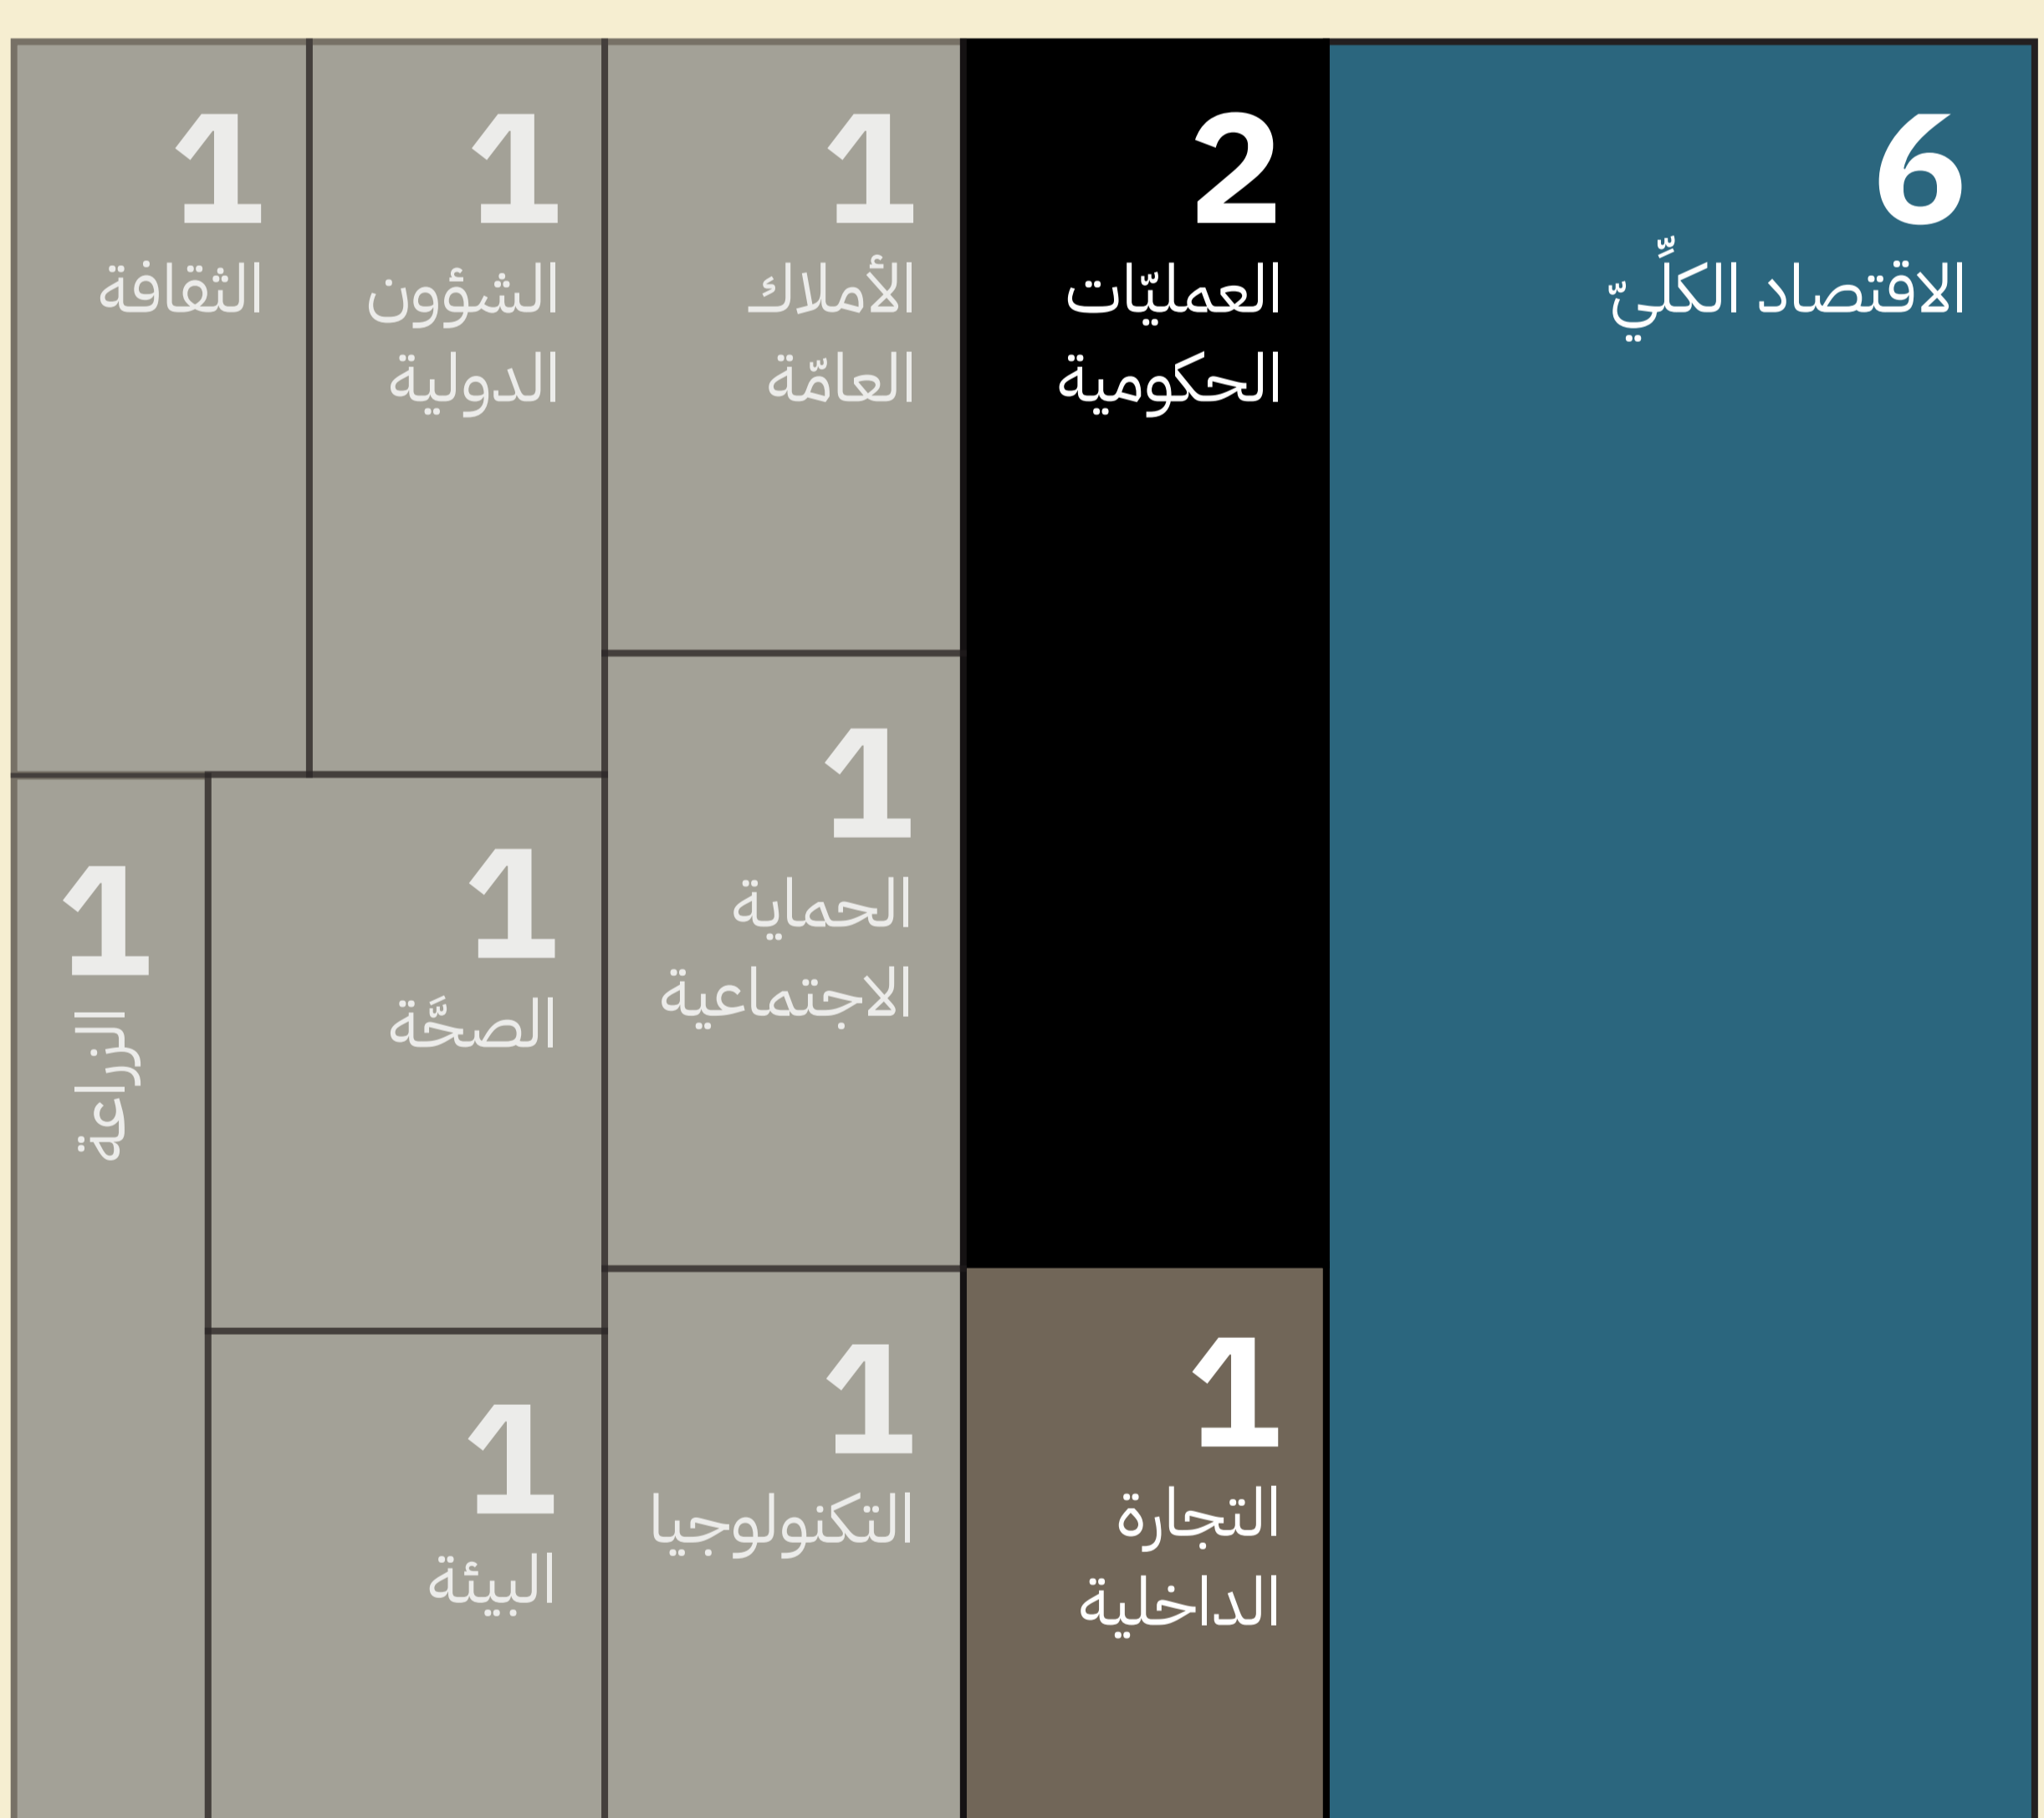 6
الاقتصاد الكلِّيّ
2
العمليّات
الحكومية
1
التجارة
الداخلية
1
الأملاك
العامّة
1
الحماية
الاجتماعية
1
التكنولوجيا
1
الشؤون
الدولية
1
الثقافة
1
الصحَّة
1
البيئة
1
الزراعة